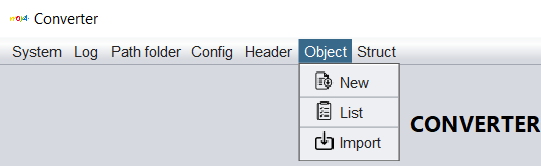 Converter
System Log Path folder Config Header Object Struct
New
List
Import
CONVERTER